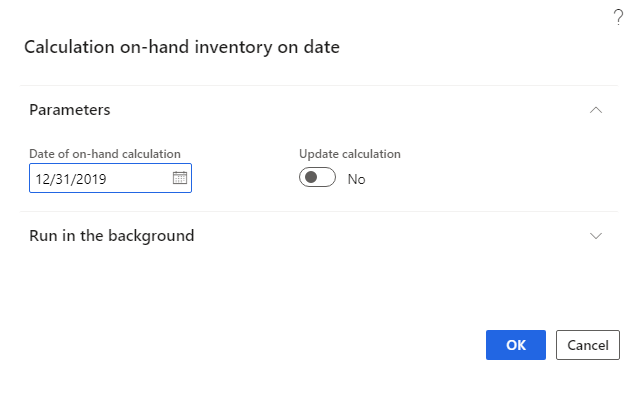 ?
Calculation on-hand inventory on date
Parameters
Date of on-hand calculation
Update calculation
12/31/2019
No
Run in the background
OK
Cancel